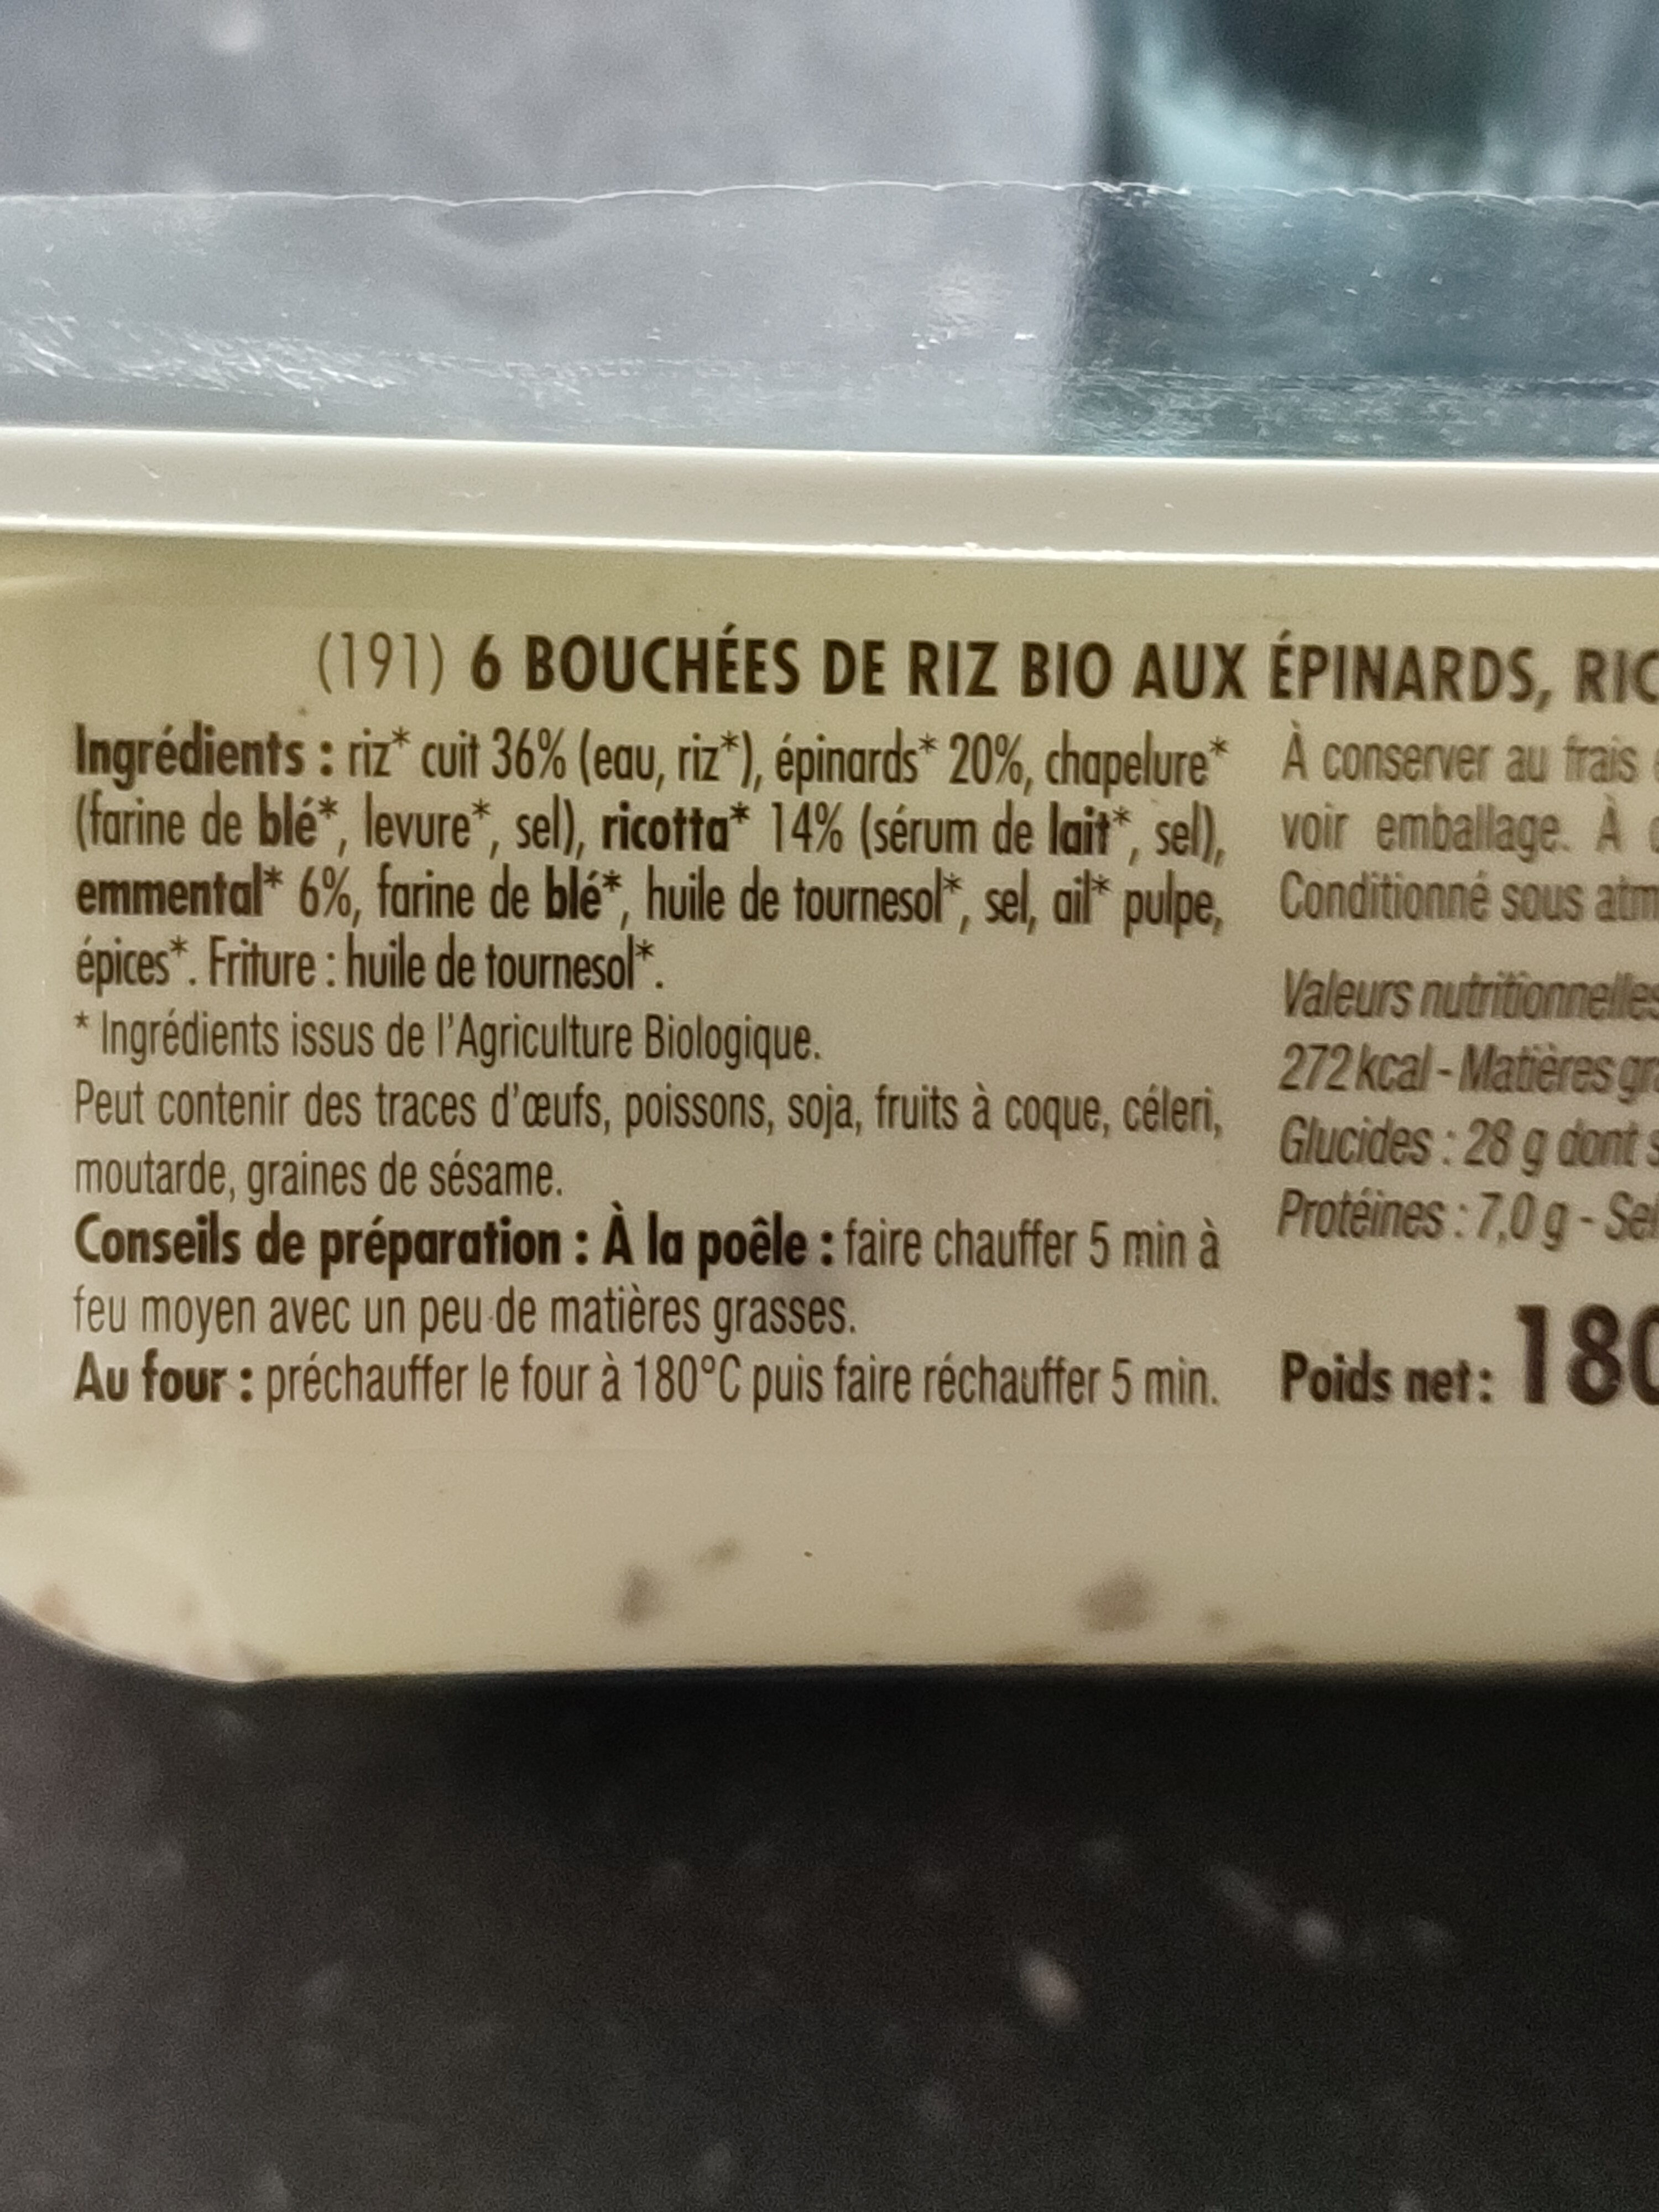 (191) 6 BOUCHÉES DE RIZ BIO AUX ÉPINARDS,
Ingrédients : riz* cuit 36% (eau, riz*), épinards* 20%, chapelure*
(farine de blé*, levure*, sel), ricotta* 14% (sérum de lait*, sel),
emmental* 6%, farine de blé*, huile de tournesol*, sel, ail* pulpe,
épices*. Friture : huile de tournesol*.
* Ingrédients issus de l'Agriculture Biologique.
Peut contenir des traces d'œufs, poissons, soja, fruits à coque, céleri,
moutarde, graines de sésame.
Conseils de préparation : À la poêle : faire chauffer 5 min à
feu moyen avec un peu de matières grasses.
Au four : préchauffer le four à 180°C puis faire réchauffer 5 min.
À conserver au frais
voir emballage. À
Conditionné sous
Valeurs nutritionnelles
272 kcal - Matières
Glucides : 28 g dont
Protéines : 7,0 g - Sel
Poids net : 180